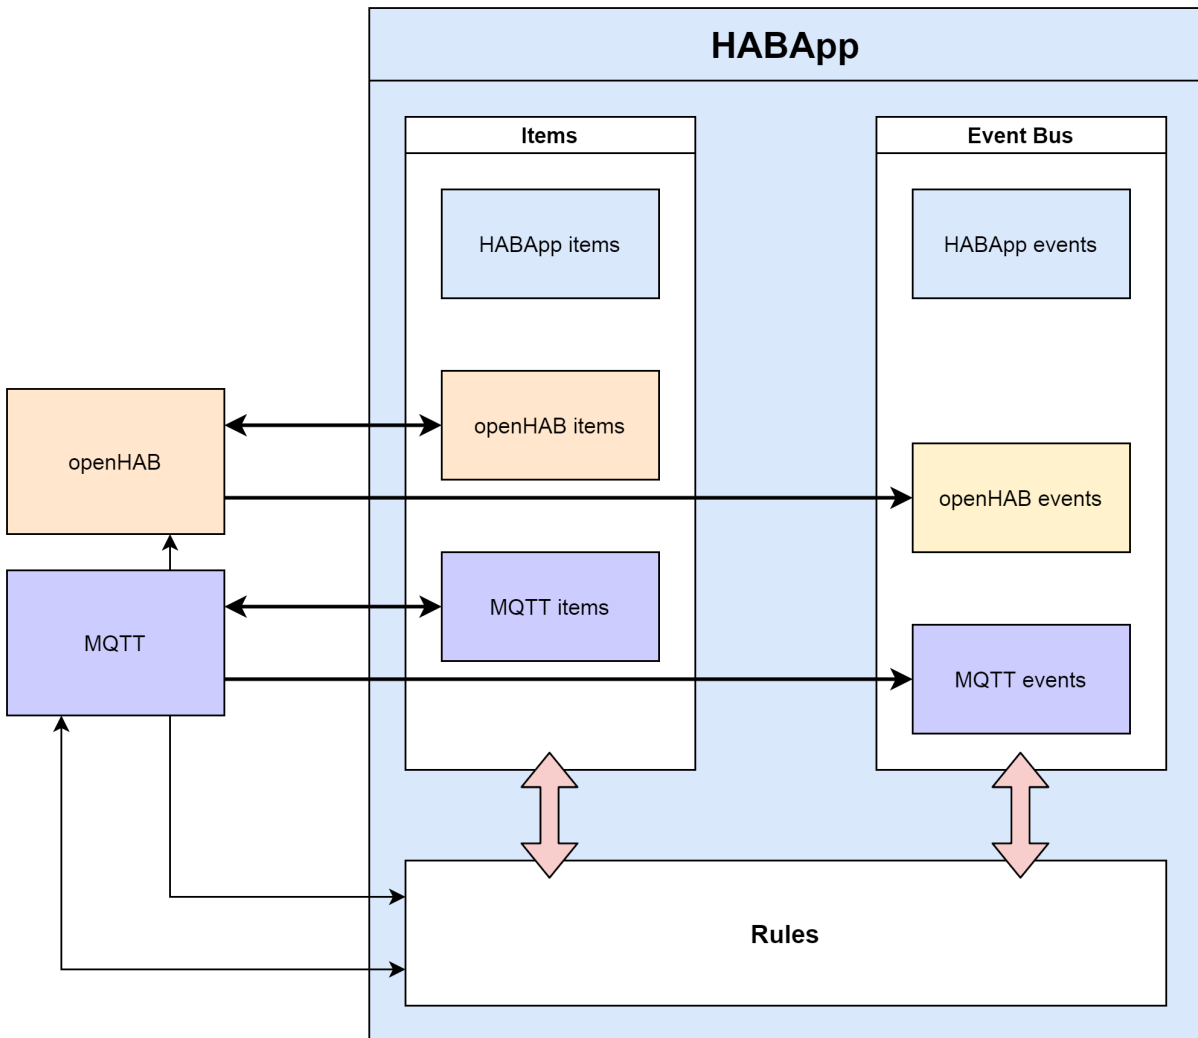 HABApp
Items
Event Bus
HABApp items
HABApp events
openHAB items
openHAB
openHAB events
MQTT items
MQTT
MQTT events
Rules